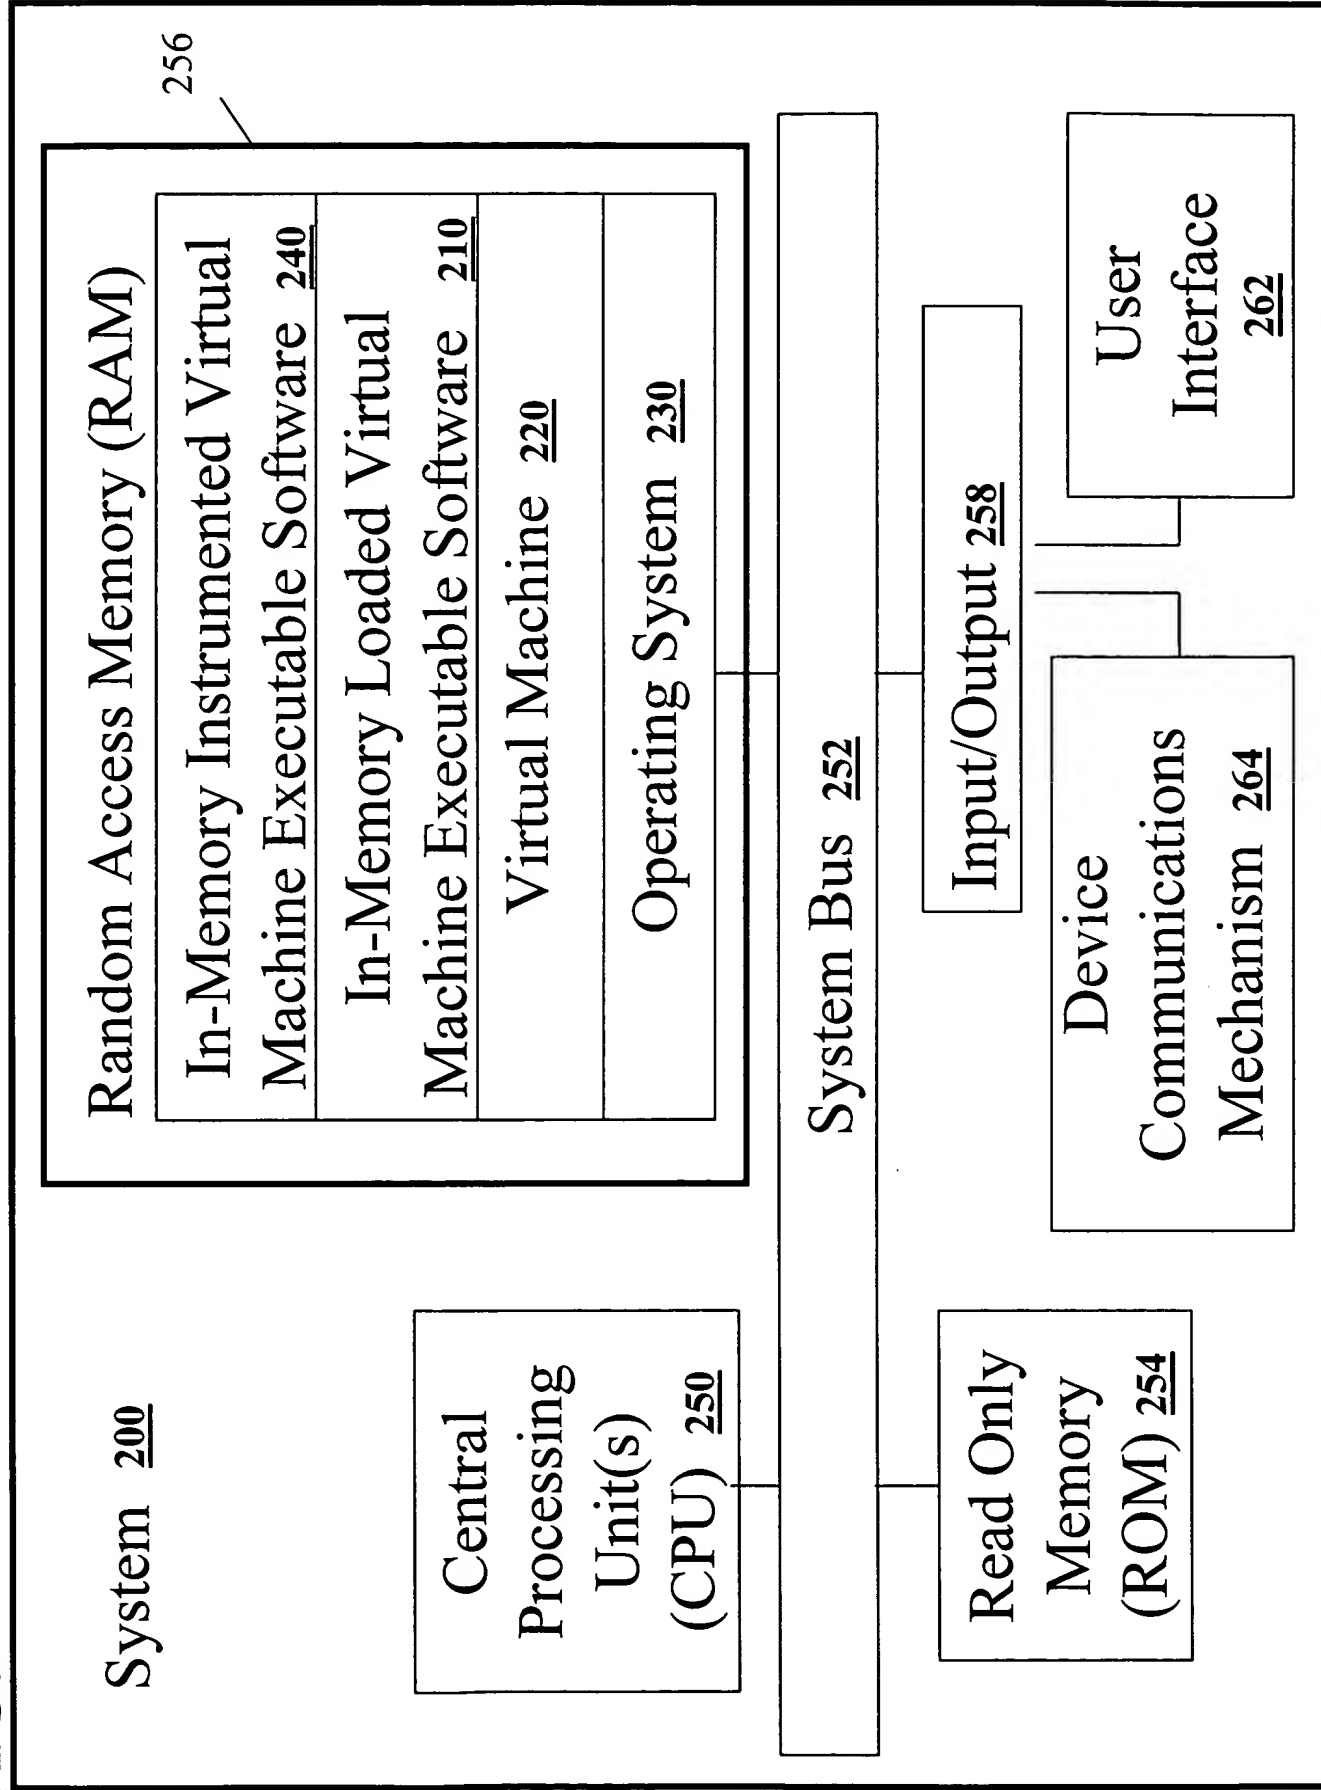 System 200
256
Random Access Memory (RAM)
In-Memory Instrumented Virtual
Machine Executable Software 240
In-Memory Loaded Virtual
Machine Executable Software 210
Virtual Machine 220
Operating System 230
Central
Processing
Unit(s)
(CPU) 250
System Bus 252
Read Only
Memory
(ROM) 254
Input/Output 258
Device
Communications
Mechanism 264
User
Interface
262